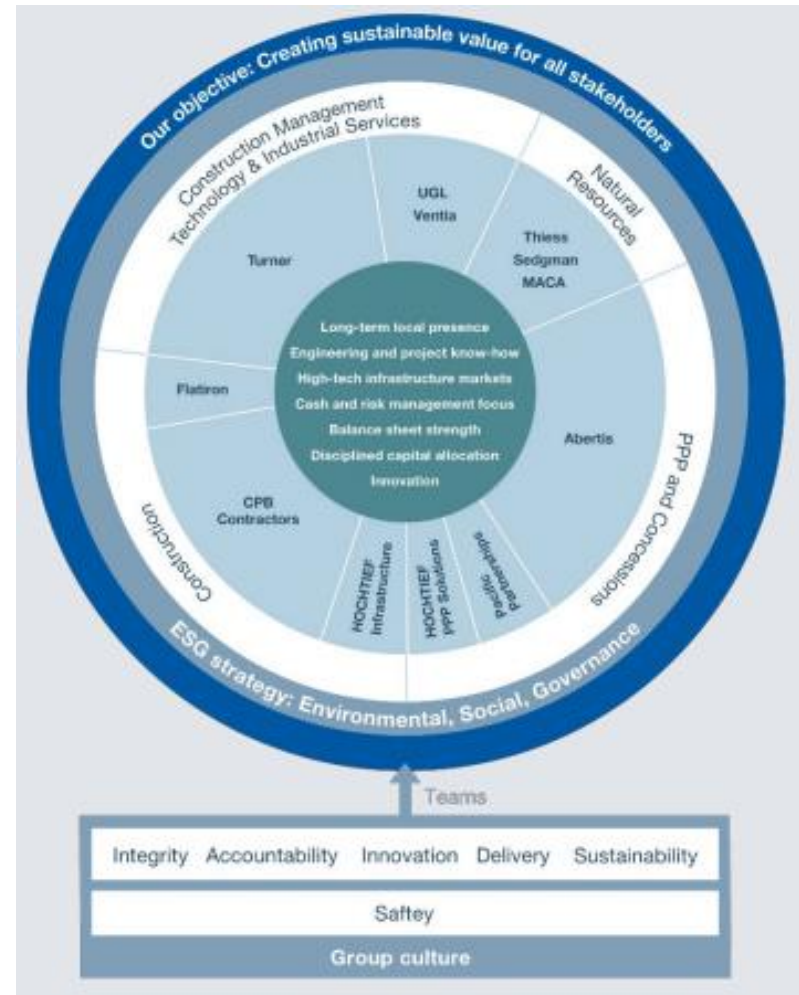 Our objective: Creating sustainable value for all stakeholders
Construction Management
Technology & Industrial Services
Natural
Resources
UGL
Ventia
Thiess
Sedgman
MACA
Turner
Long-term local presence
Engineering and project know-how
High-tech infrastructure markets
Cash and risk management focus
Balance sheet strength
Disciplined capital allocation
Innovation
Flatiron
Abertis
PPP and Concessions
CPB
Contractors
Construction
HOCHTIEF
Infrastructure
HOCHTIEF
PPP Solutions
Pacific
Partnerships
ESG strategy: Environmental, Social, Governance
Teams
Integrity Accountability Innovation Delivery Sustainability
Saftey
Group culture